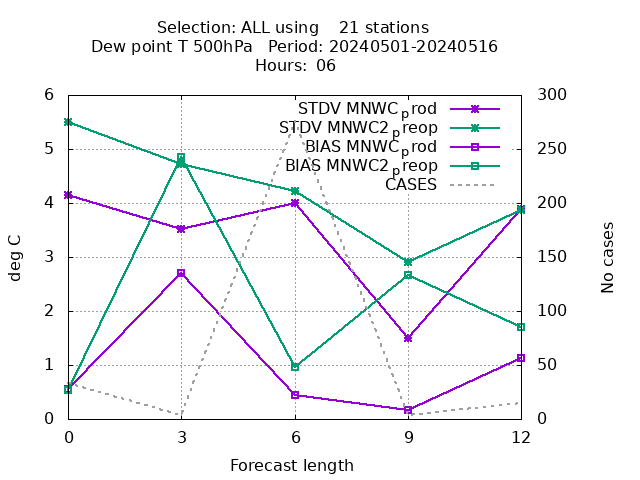 Selection: ALL using 21 stations
Dew point T 500hPa Period: 20240501-20240516
Hours: 06
STDV MNWC_prod
STDV MNWC2_preop
BIAS MNWC_prod
BIAS MNWC2_preop
CASES
deg C
No cases
6
5
4
3
2
1
0
300
250
200
150
100
50
0
0 3 6 9 12
Forecast length